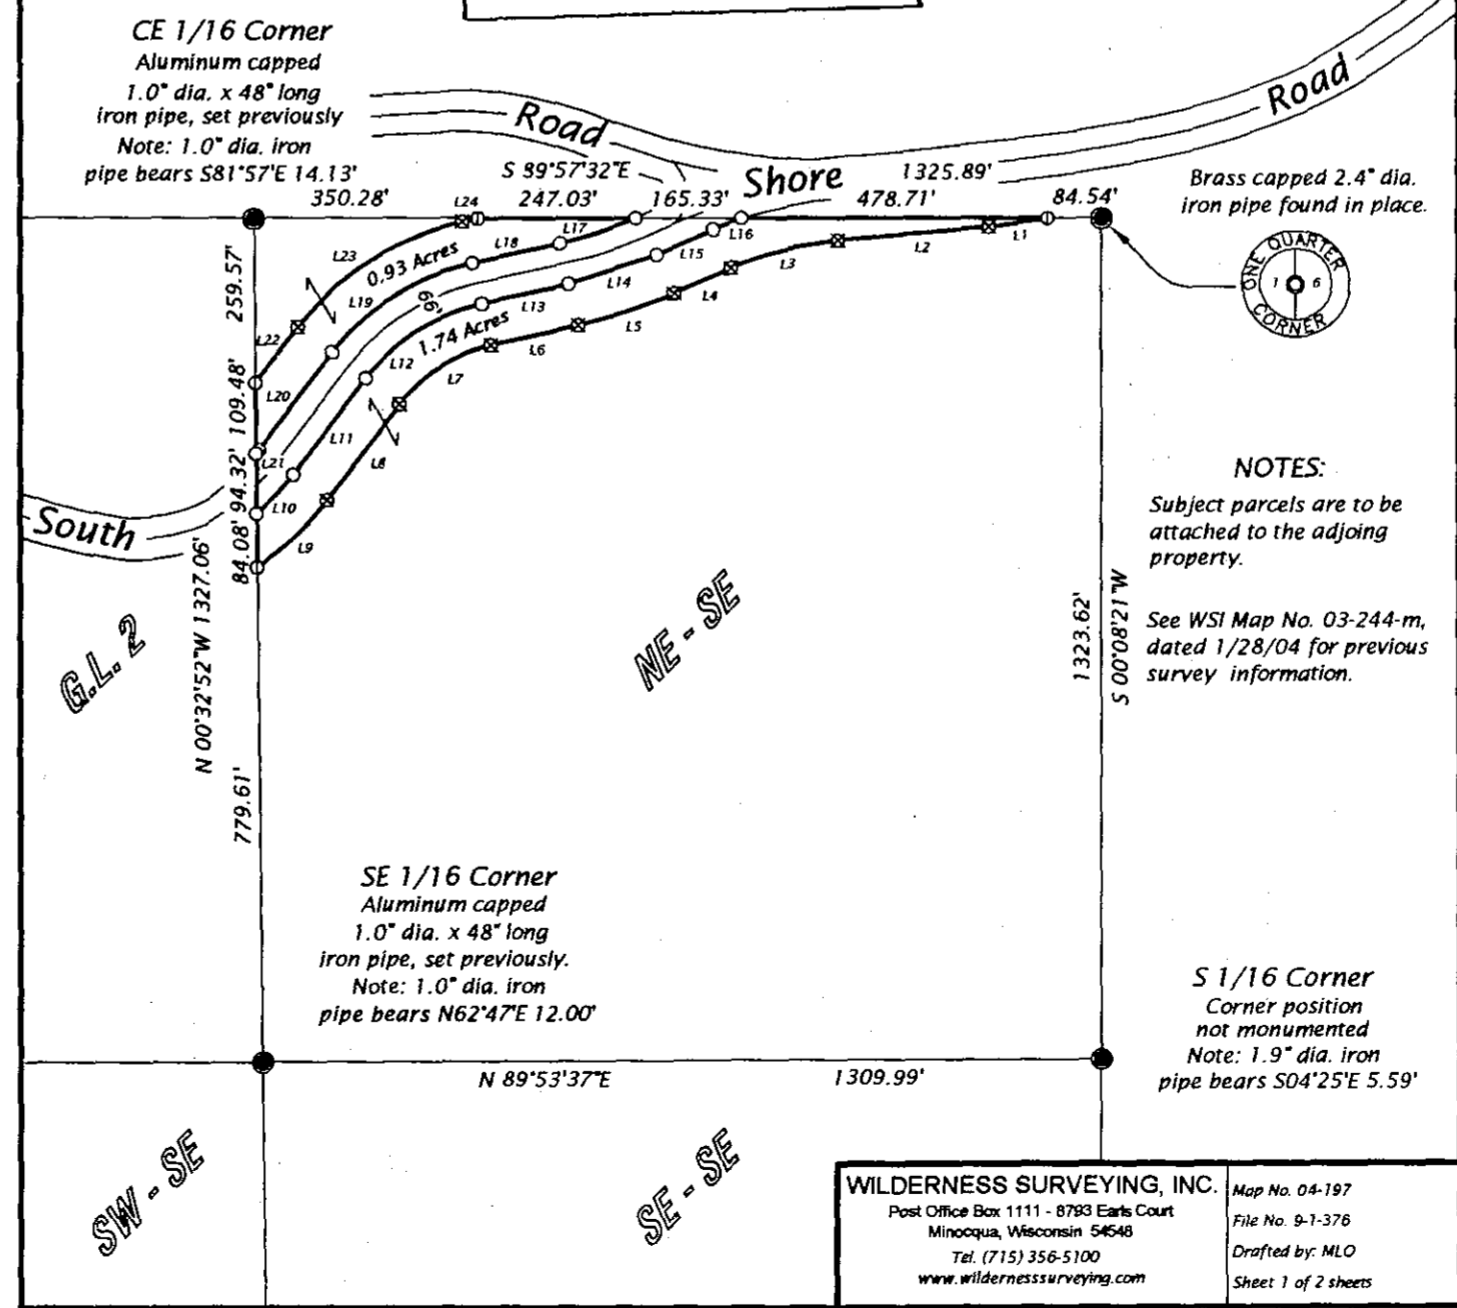 CE 1/16 Corner
Aluminum capped
1.0" dia. x 48" long
iron pipe, set previously
Note: 1.0" dia. iron
pipe bears S81°57'E 14.13'
Road
Road
Shore
S 89°57'32"E
1325.89'
350.28'
L24
247.03'
165.33'
478.71'
84.54'
Brass capped 2.4" dia.
iron pipe found in place.
ONE QUARTER
1 6
CORNER
L23
0.93 Acres
L18
L17
L16
L1
L2
L3
L15
L14
L4
259.57'
L19
66'
L13
L5
1.74 Acres
L6
L22
L12
L7
109.48'
L20
L11
L8
L21
94.32'
L10
L9
84.08'
South
N 00°32'52"W 1327.06'
G.L. 2
NE - SE
NOTES:
Subject parcels are to be
attached to the adjoing
property.
See WSI Map No. 03-244-m,
dated 1/28/04 for previous
survey information.
1323.62'
S 00°08'21"W
779.61'
SE 1/16 Corner
Aluminum capped
1.0" dia. x 48" long
iron pipe, set previously.
Note: 1.0" dia. iron
pipe bears N62°47'E 12.00'
S 1/16 Corner
Corner position
not monumented
Note: 1.9" dia. iron
pipe bears S04°25'E 5.59'
N 89°53'37"E
1309.99'
SW - SE
SE - SE
WILDERNESS SURVEYING, INC.
Post Office Box 1111 - 8793 Earls Court
Minocqua, Wisconsin 54548
Tel. (715) 356-5100
www.wildernesssurveying.com
Map No. 04-197
File No. 9-1-376
Drafted by: MLO
Sheet 1 of 2 sheets